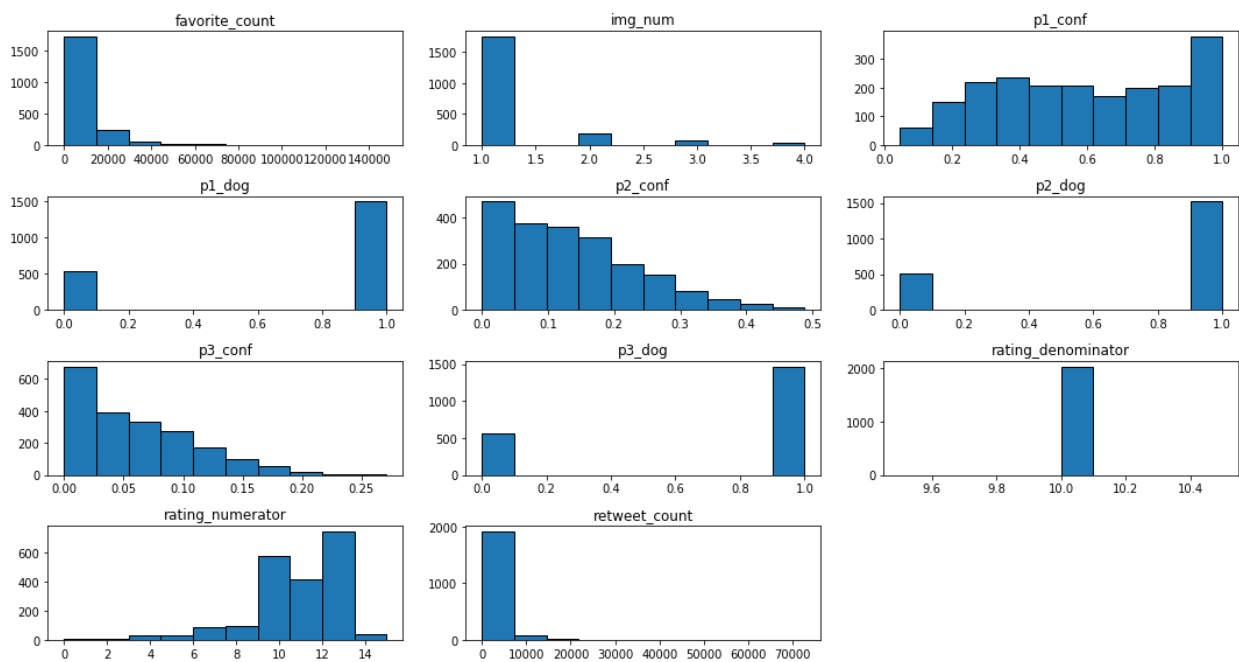 favorite_count
img_num
p1_conf
1500
1000
500
0
0 20000 40000 60000 80000 100000 120000 140000
1500
1000
500
0
1.0 1.5 2.0 2.5 3.0 3.5 4.0
300
200
100
0
0.0 0.2 0.4 0.6 0.8 1.0
p1_dog
p2_conf
p2_dog
1500
1000
500
0
0.0 0.2 0.4 0.6 0.8 1.0
400
200
0
0.0 0.1 0.2 0.3 0.4 0.5
1500
1000
500
0
0.0 0.2 0.4 0.6 0.8 1.0
p3_conf
p3_dog
rating_denominator
600
400
200
0
0.00 0.05 0.10 0.15 0.20 0.25
1500
1000
500
0
0.0 0.2 0.4 0.6 0.8 1.0
2000
1000
0
9.6 9.8 10.0 10.2 10.4
rating_numerator
retweet_count
600
400
200
0
0 2 4 6 8 10 12 14
2000
1000
0
0 10000 20000 30000 40000 50000 60000 70000